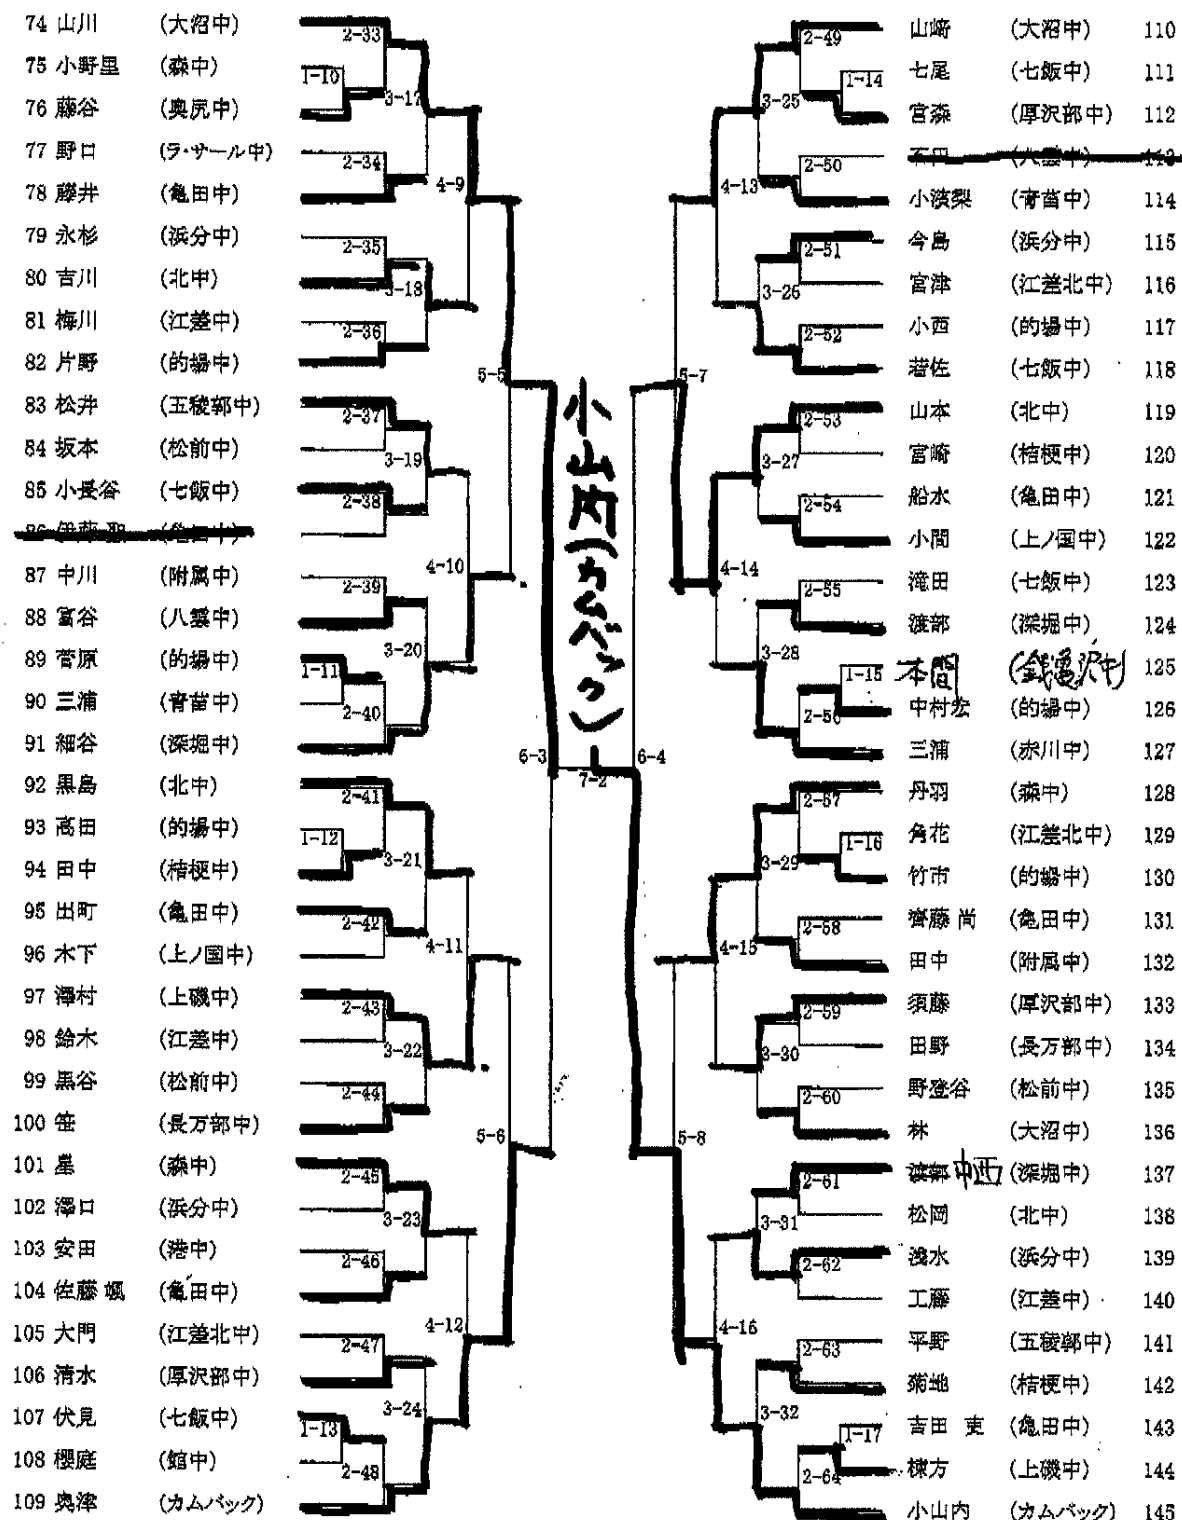 74 山川 (大沼中)
75 小野里 (森中)
76 藤谷 (奥尻中)
77 野口 (ラ・サール中)
78 藤井 (亀田中)
79 永杉 (浜分中)
80 吉川 (北中)
81 梅川 (江差中)
82 片野 (的場中)
83 松井 (五稜郭中)
84 坂本 (松前中)
85 小長谷 (七飯中)
86 伊藤 聖 (亀田中)
87 中川 (附属中)
88 富谷 (八雲中)
89 菅原 (的場中)
90 三浦 (青苗中)
91 細谷 (深堀中)
92 黒島 (北中)
93 高田 (的場中)
94 田中 (桔梗中)
95 出町 (亀田中)
96 木下 (上ノ国中)
97 澤村 (上磯中)
98 鈴木 (江差中)
99 黒谷 (松前中)
100 笹 (長万部中)
101 星 (森中)
102 澤口 (浜分中)
103 安田 (港中)
104 佐藤 颯 (亀田中)
105 大門 (江差北中)
106 清水 (厚沢部中)
107 伏見 (七飯中)
108 櫻庭 (館中)
109 奥津 (カムバック)
1-10
1-11
1-12
1-13
2-33
2-34
2-35
2-36
2-37
2-38
2-39
2-40
2-41
2-42
2-43
2-44
2-45
2-46
2-47
2-48
3-17
3-18
3-19
3-20
3-21
3-22
3-23
3-24
4-9
4-10
4-11
4-12
5-5
5-6
6-3
小山内(カムバック)
7-2
6-4
5-7
5-8
4-13
4-14
4-15
4-16
3-25
3-26
3-27
3-28
3-29
3-30
3-31
3-32
2-49
2-50
2-51
2-52
2-53
2-54
2-55
2-56
2-57
2-58
2-59
2-60
2-61
2-62
2-63
2-64
1-14
1-15
1-16
1-17
山崎 (大沼中) 110
七尾 (七飯中) 111
宮森 (厚沢部中) 112
石田 (八雲中) 113
小濱梨 (青苗中) 114
今島 (浜分中) 115
宮津 (江差北中) 116
小西 (的場中) 117
若佐 (七飯中) 118
山本 (北中) 119
宮崎 (桔梗中) 120
船水 (亀田中) 121
小間 (上ノ国中) 122
滝田 (七飯中) 123
渡部 (深堀中) 124
本間 (銭亀沢中) 125
中村宏 (的場中) 126
三浦 (赤川中) 127
丹羽 (森中) 128
角花 (江差北中) 129
竹市 (的場中) 130
齊藤 尚 (亀田中) 131
田中 (附属中) 132
須藤 (厚沢部中) 133
田野 (長万部中) 134
野登谷 (松前中) 135
林 (大沼中) 136
渡部 中西 (深堀中) 137
松岡 (北中) 138
浅水 (浜分中) 139
工藤 (江差中) 140
平野 (五稜郭中) 141
菊地 (桔梗中) 142
吉田 吏 (亀田中) 143
棟方 (上磯中) 144
小山内 (カムバック) 145